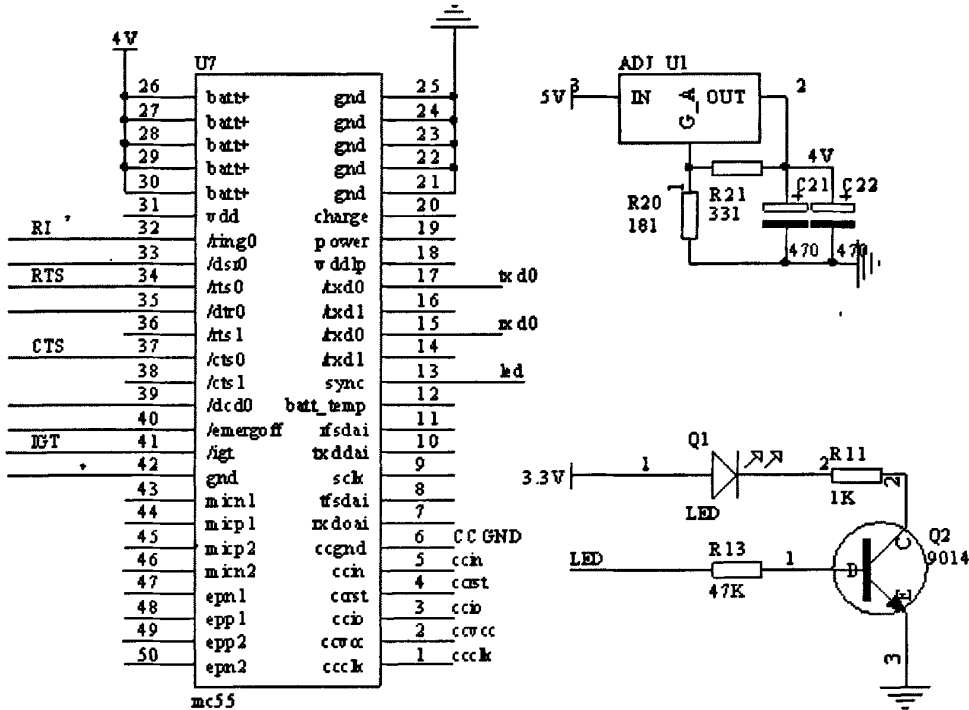 4V
U7
26 batt+ gnd 25
27 batt+ gnd 24
28 batt+ gnd 23
29 batt+ gnd 22
30 batt+ gnd 21
31 vdd charge 20
RI 32 /ring0 power 19
33 /dsr0 vddlp 18
RTS 34 /rts0 /txd0 17 txd0
35 /dtr0 /txd1 16
36 /rts1 /rxd0 15 rxd0
CTS 37 /cts0 /rxd1 14
38 /cts1 sync 13 led
39 /dcd0 batt_temp 12
40 /emergoff rfsdai 11
IGT 41 /igt txddai 10
42 gnd sclk 9
43 micn1 tfsdai 8
44 micp1 rxdoai 7
45 micp2 ccgnd 6 CCGND
46 micn2 ccin 5 ccin
47 epn1 ccrst 4 ccrst
48 epp1 ccio 3 ccio
49 epp2 ccvcc 2 ccvcc
50 epn2 ccclk 1 ccclk
mc55
ADJ U1
5V 3 IN G_A OUT 2
4V
1 R20 181
R21 331
C21 C22
470 470
Q1
3.3V 1 LED 2 R11 1K 2
LED R13 47K 1 B C E Q2 9014
3